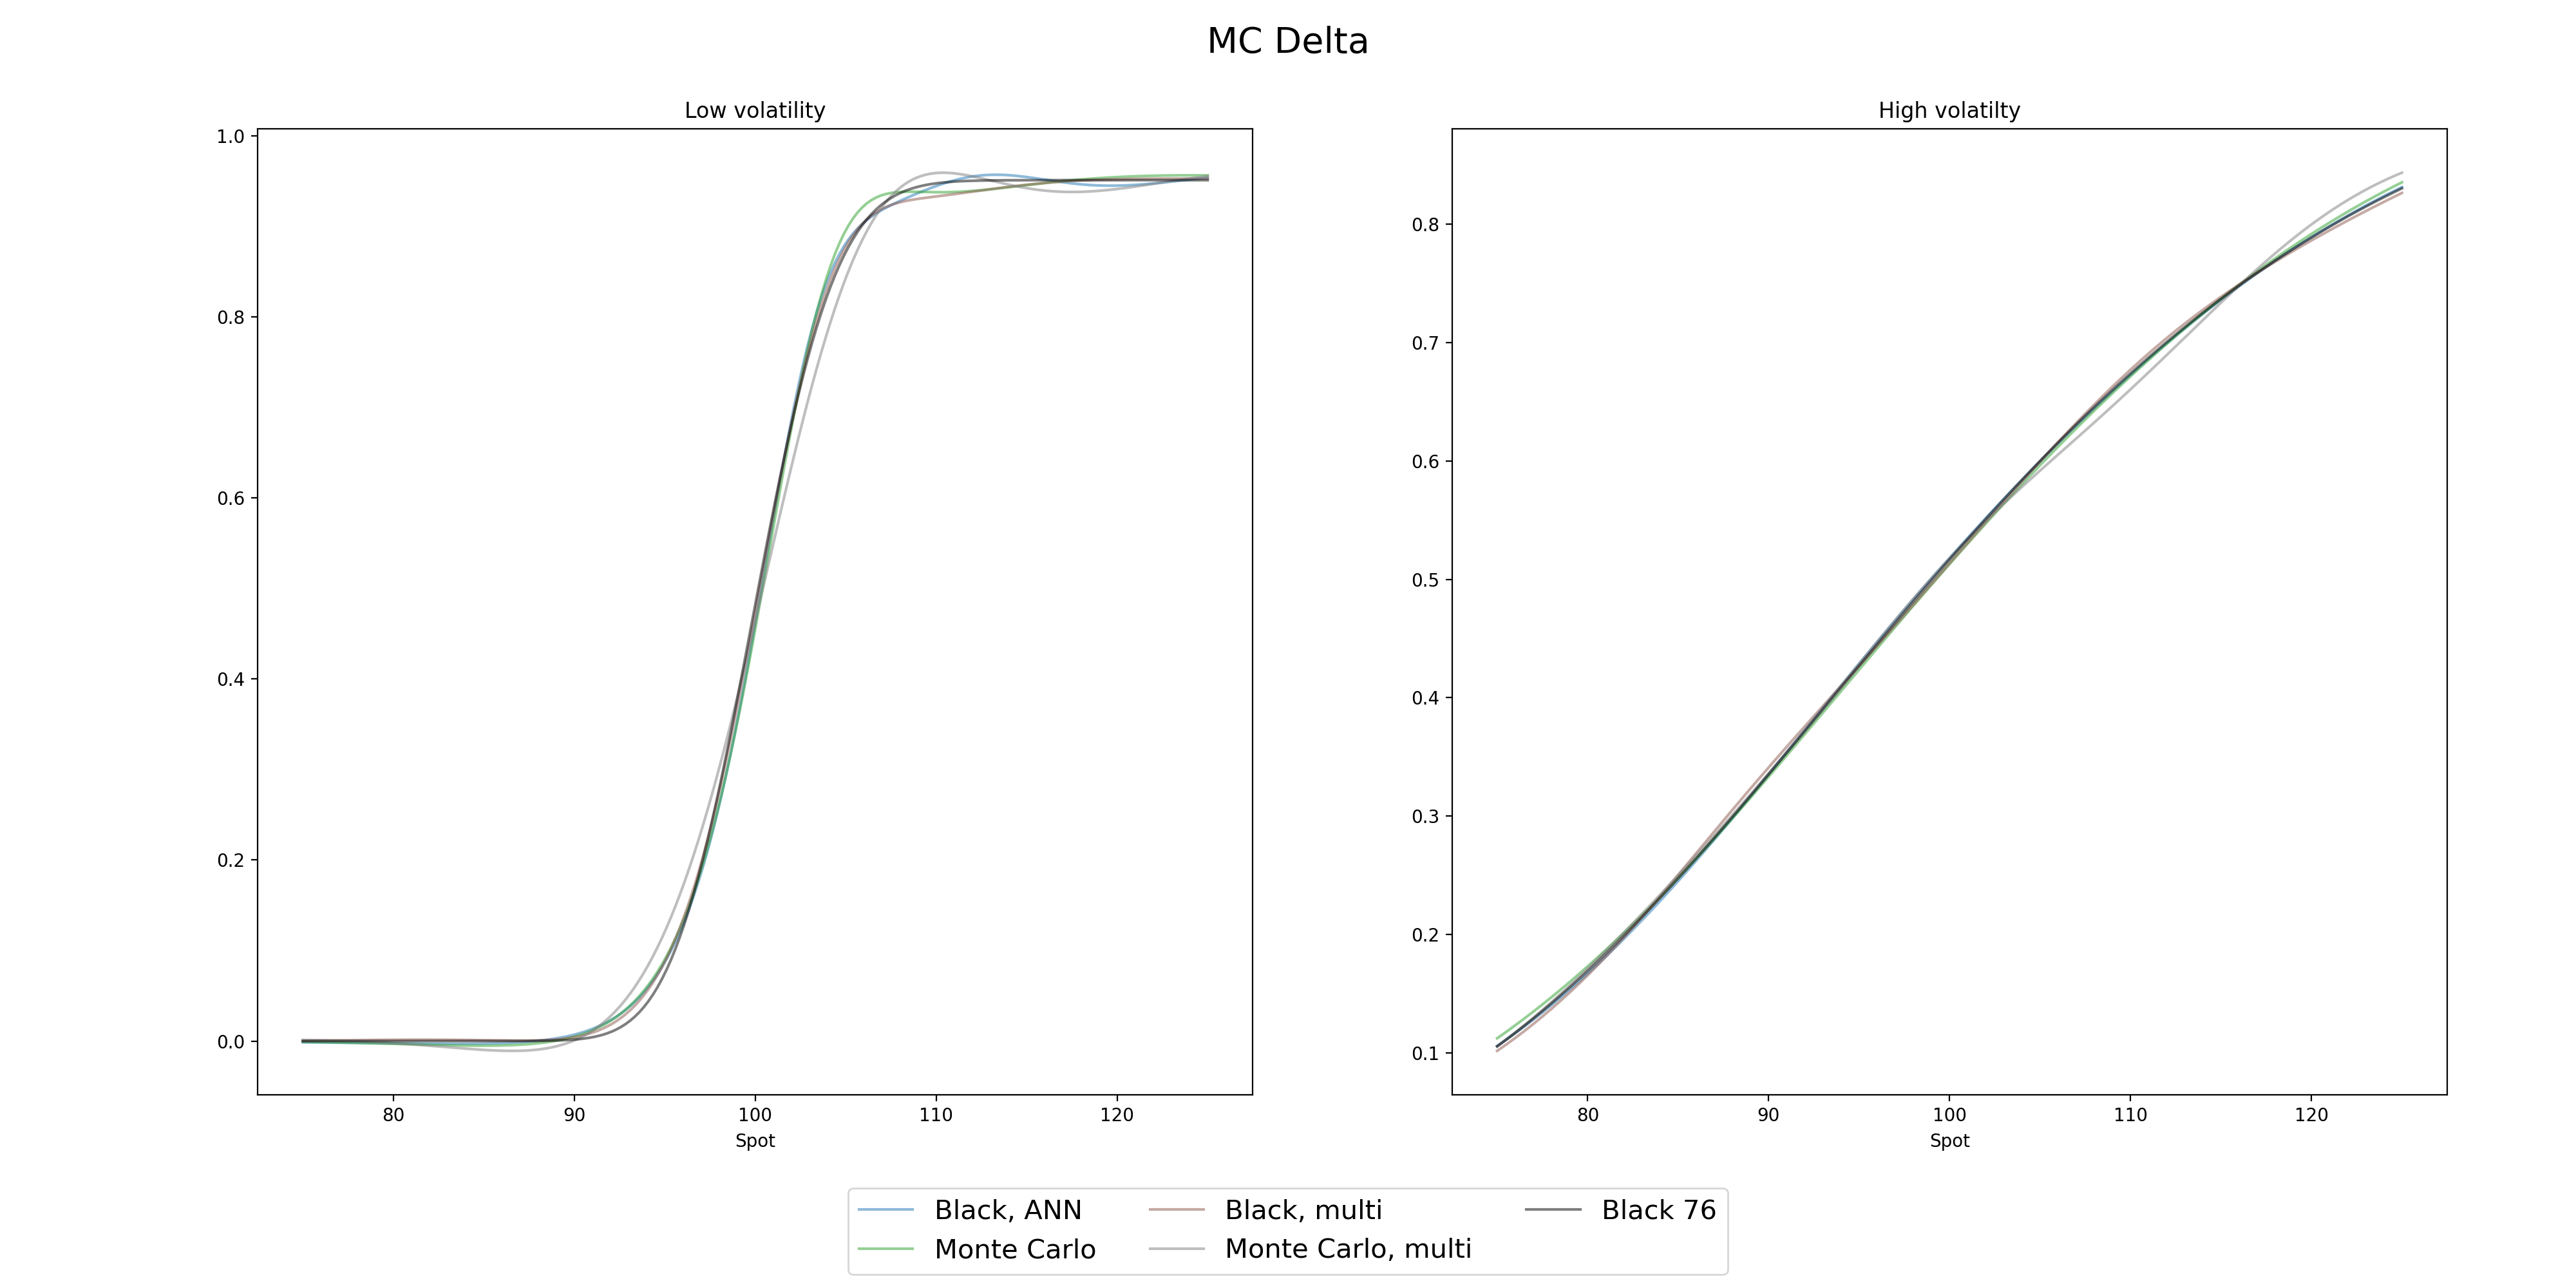 MC Delta
Low volatility
1.0
0.8
0.6
0.4
0.2
0.0
80 90 100 110 120
Spot
High volatilty
0.8
0.7
0.6
0.5
0.4
0.3
0.2
0.1
80 90 100 110 120
Spot
Black, ANN Black, multi Black 76
Monte Carlo Monte Carlo, multi